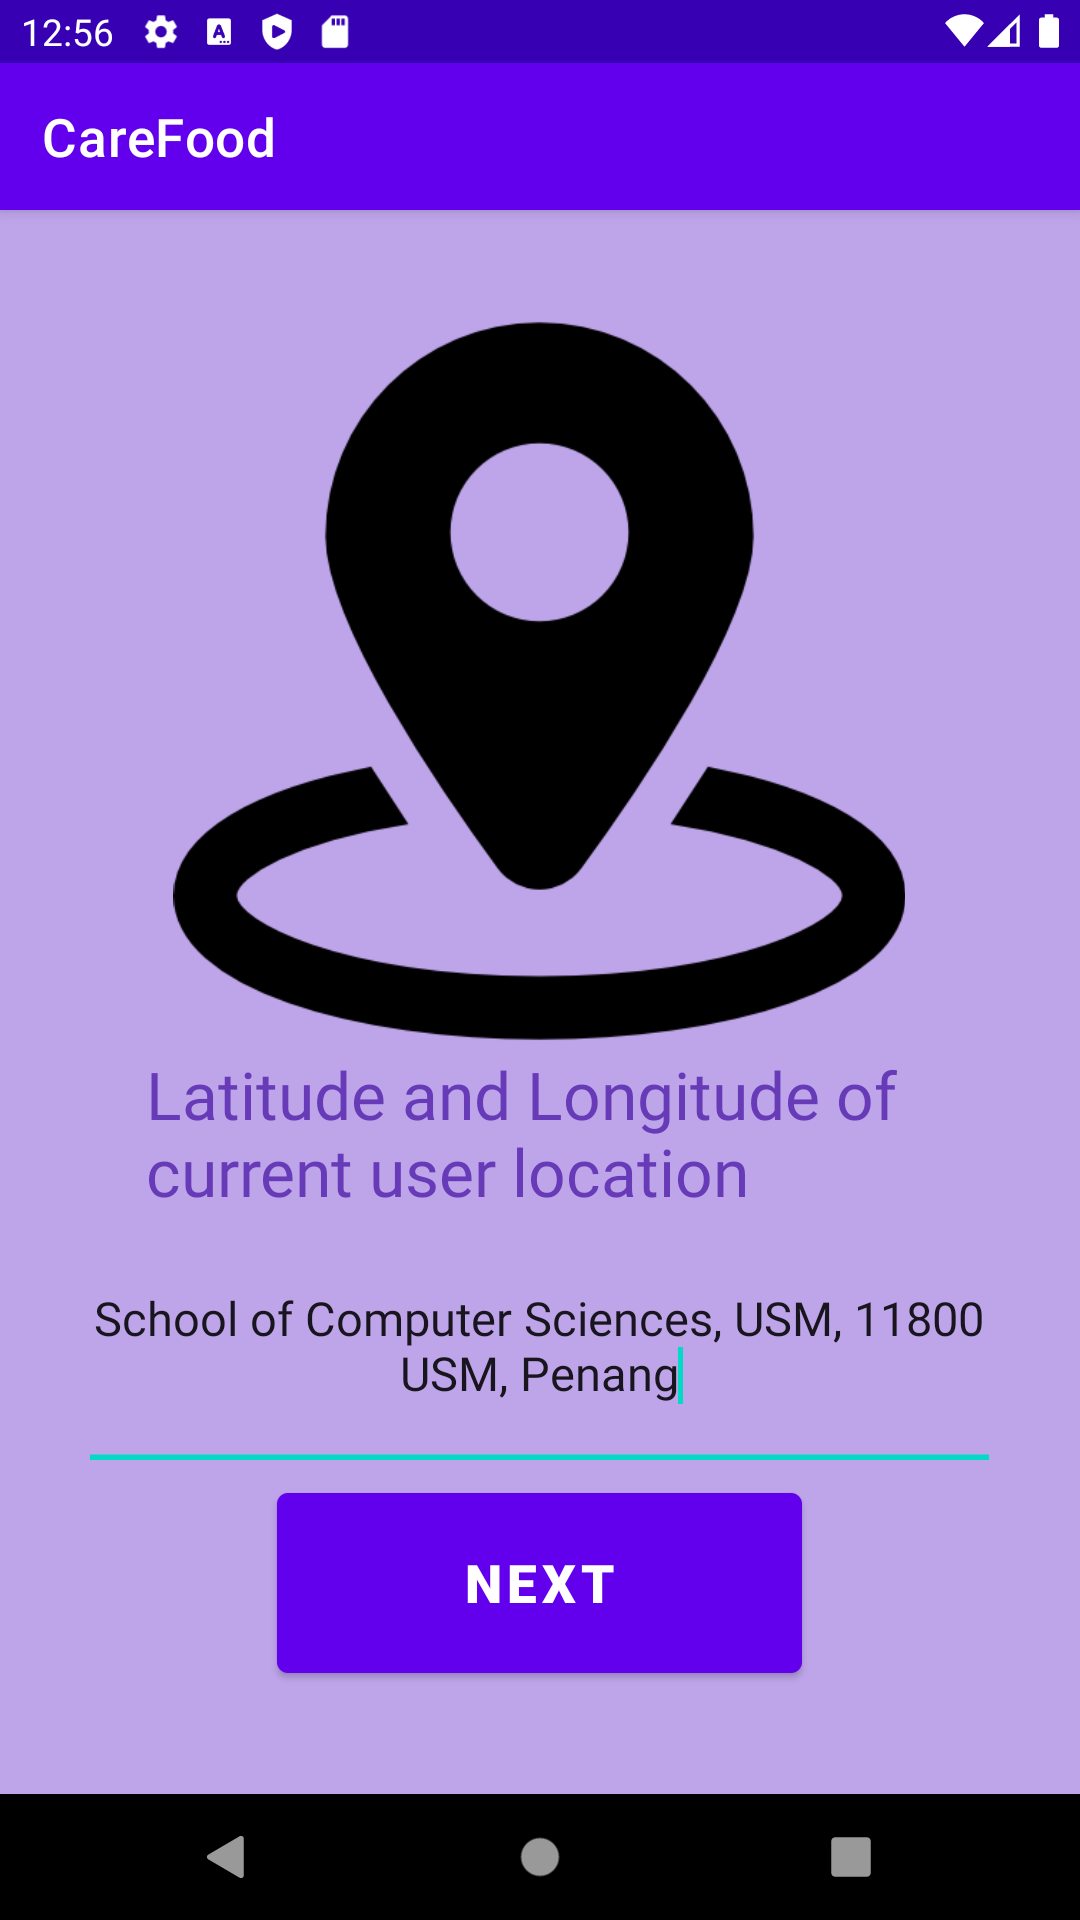 12:56
CareFood
Latitude and Longitude of
current user location
School of Computer Sciences, USM, 11800
USM, Penang
NEXT